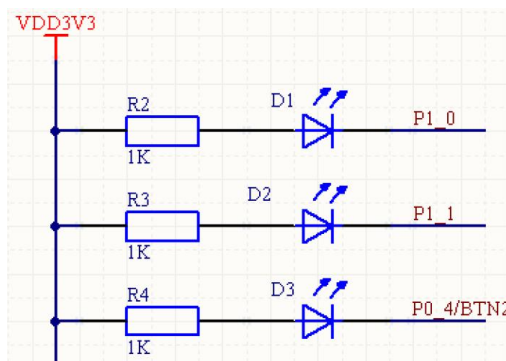 VDD3V3
R2
1K
D1
P1_0
R3
1K
D2
P1_1
R4
1K
D3
P0_4/BTN2